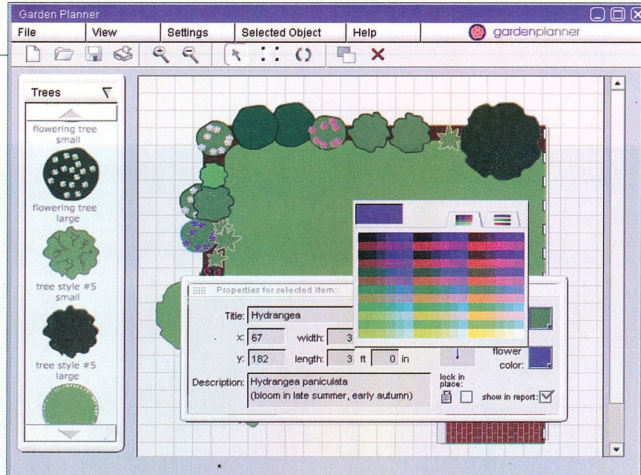 Garden Planner
File View Settings Selected Object Help gardenplanner
Trees
flowering tree
small
flowering tree
large
tree style #5
small
tree style #5
large
Properties for selected item:
Title: Hydrangea
x: 67 width: 3
y: 182 length: 3 ft 0 in
flower
color:
Description: Hydrangea paniculata
(bloom in late summer, early autumn)
lock in
place:
show in report: